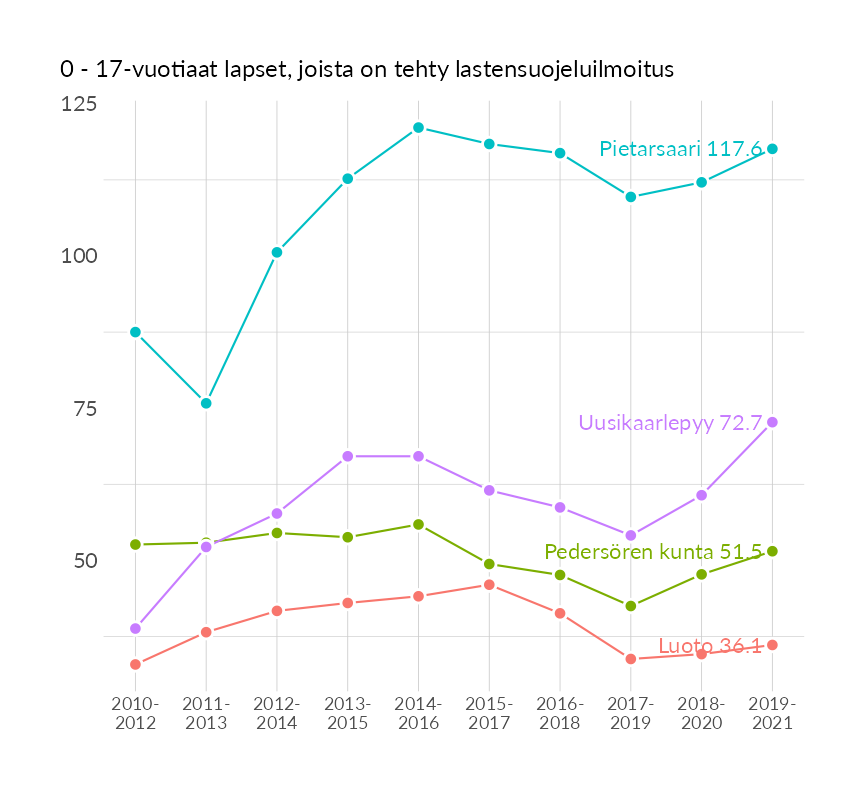 0 - 17-vuotiaat lapset, joista on tehty lastensuojeluilmoitus
125
Pietarsaari 117.6
100
75
Uusikaarlepyy 72.7
Pedersören kunta 51.5
50
Luoto 36.1
2010- 2011- 2012- 2013- 2014- 2015- 2016- 2017- 2018- 2019-
2012 2013 2014 2015 2016 2017 2018 2019 2020 2021